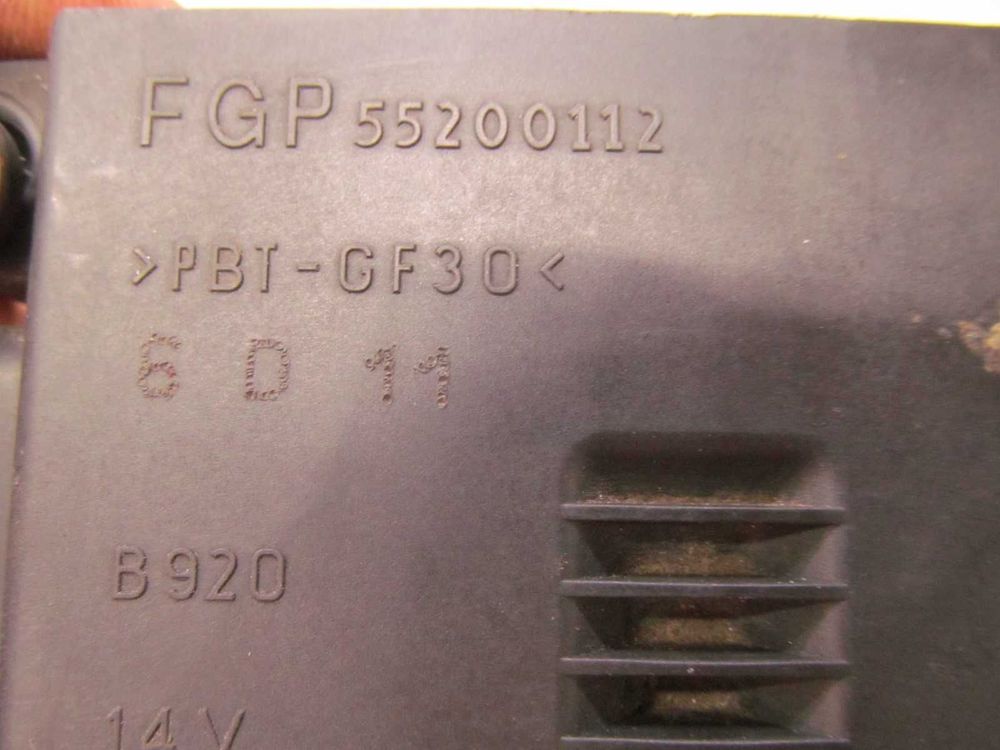 FGP 55200112
>PBT-GF30<
6 D 11
B920
14 V